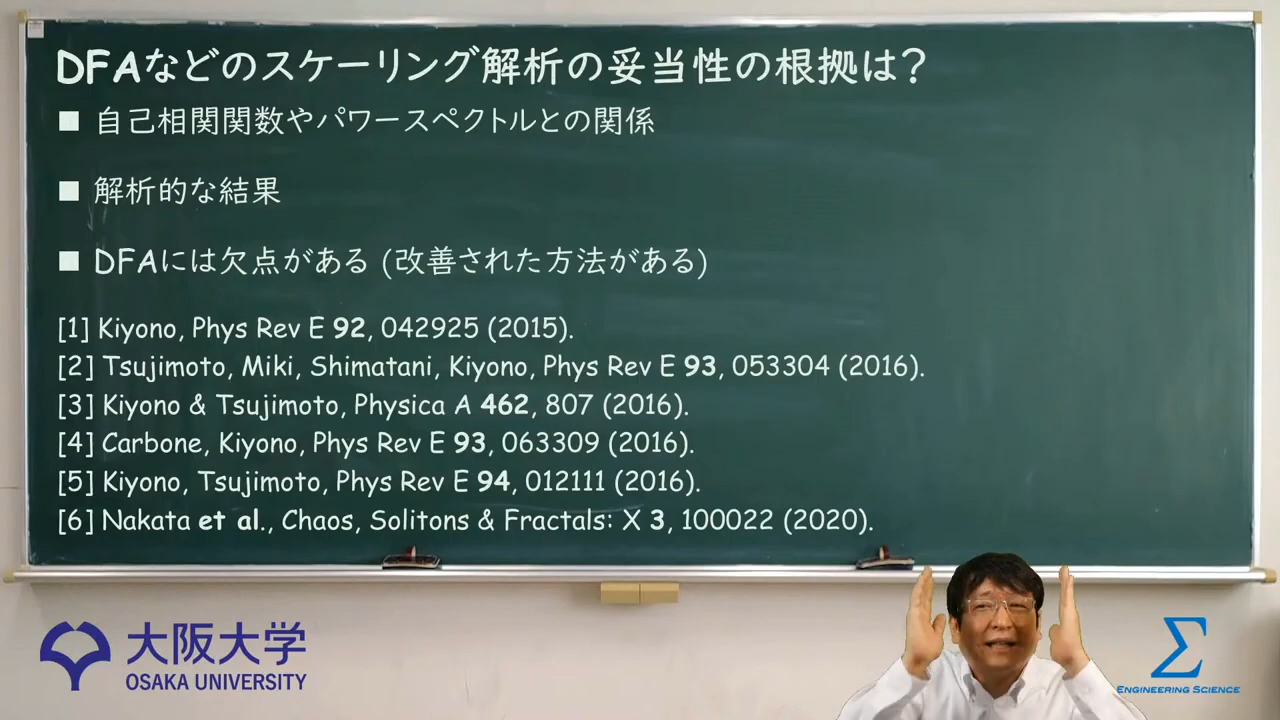 DFAなどのスケーリング解析の妥当性の根拠は?
■ 自己相関関数やパワースペクトルとの関係
■ 解析的な結果
■ DFAには欠点がある (改善された方法がある)
[1] Kiyono, Phys Rev E 92, 042925 (2015).
[2] Tsujimoto, Miki, Shimatani, Kiyono, Phys Rev E 93, 053304 (2016).
[3] Kiyono & Tsujimoto, Physica A 462, 807 (2016).
[4] Carbone, Kiyono, Phys Rev E 93, 063309 (2016).
[5] Kiyono, Tsujimoto, Phys Rev E 94, 012111 (2016).
[6] Nakata et al., Chaos, Solitons & Fractals: X 3, 100022 (2020).
大阪大学
OSAKA UNIVERSITY
Σ
ENGINEERING SCIENCE